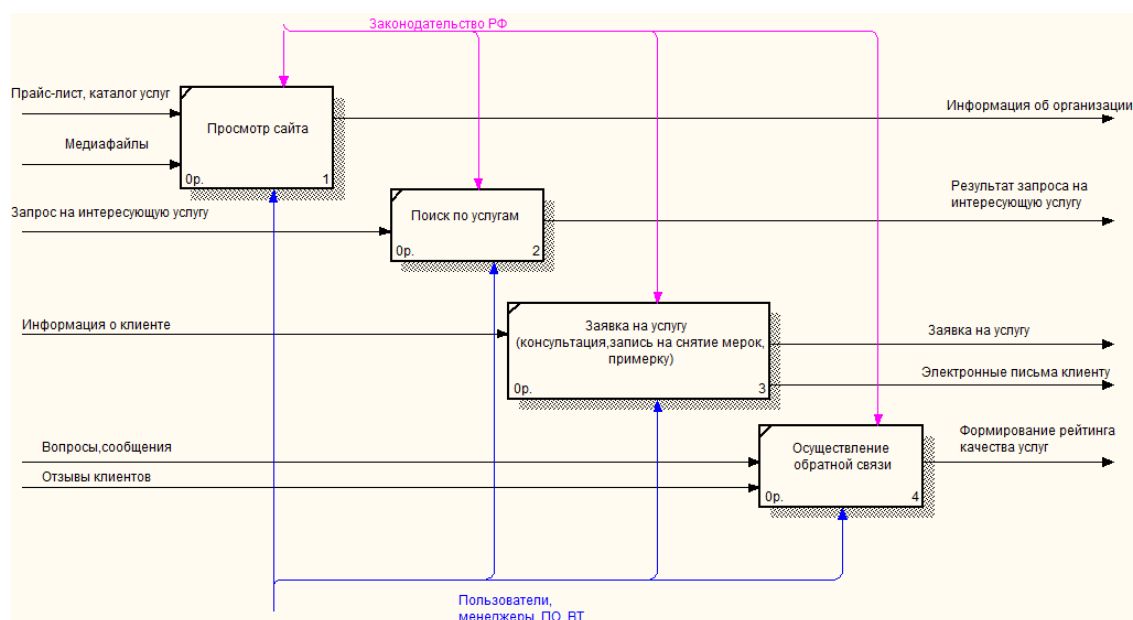 Законодательство РФ
Прайс-лист, каталог услуг
Медиафайлы
Просмотр сайта
0р.
1
Информация об организации
Запрос на интересующую услугу
Поиск по услугам
0р.
2
Результат запроса на
интересующую услугу
Информация о клиенте
Заявка на услугу
(консультация,запись на снятие мерок,
примерку)
0р.
3
Заявка на услугу
Электронные письма клиенту
Вопросы,сообщения
Отзывы клиентов
Осуществление
обратной связи
0р.
4
Формирование рейтинга
качества услуг
Пользователи,
менеджеры, ПО, ВТ